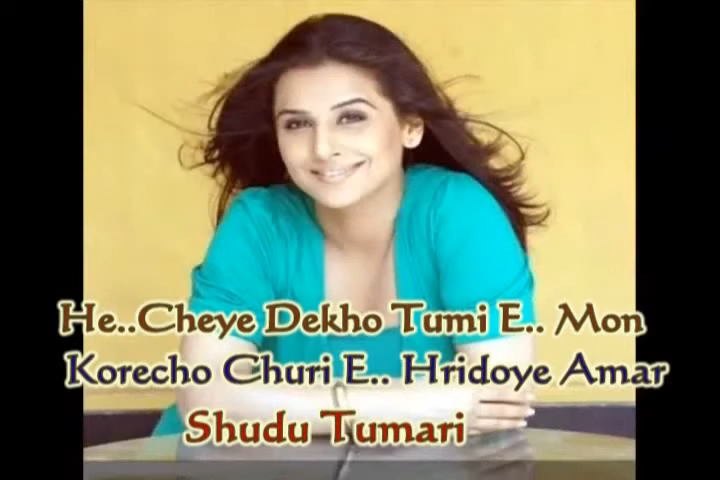 He..Cheye Dekho Tumi E.. Mon
Korecho Churi E.. Hridoye Amar
Shudu Tumari